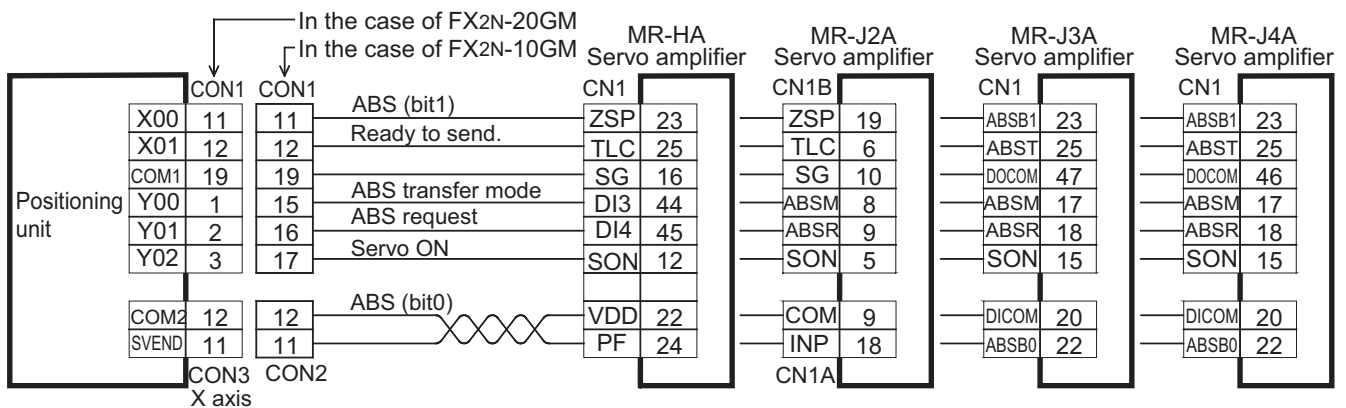 In the case of FX2N-20GM
In the case of FX2N-10GM
MR-HA
Servo amplifier
MR-J2A
Servo amplifier
MR-J3A
Servo amplifier
MR-J4A
Servo amplifier
CON1 CON1 CN1 CN1B CN1 CN1
X00 11 11 ABS (bit1) ZSP 23 ZSP 19 ABSB1 23 ABSB1 23
X01 12 12 Ready to send. TLC 25 TLC 6 ABST 25 ABST 25
COM1 19 19 SG 16 SG 10 DOCOM 47 DOCOM 46
Positioning unit
Y00 1 15 ABS transfer mode DI3 44 ABSM 8 ABSM 17 ABSM 17
Y01 2 16 ABS request DI4 45 ABSR 9 ABSR 18 ABSR 18
Y02 3 17 Servo ON SON 12 SON 5 SON 15 SON 15
COM2 12 12 ABS (bit0) VDD 22 COM 9 DICOM 20 DICOM 20
SVEND 11 11 PF 24 INP 18 ABSB0 22 ABSB0 22
CON3 CON2 CN1A
X axis